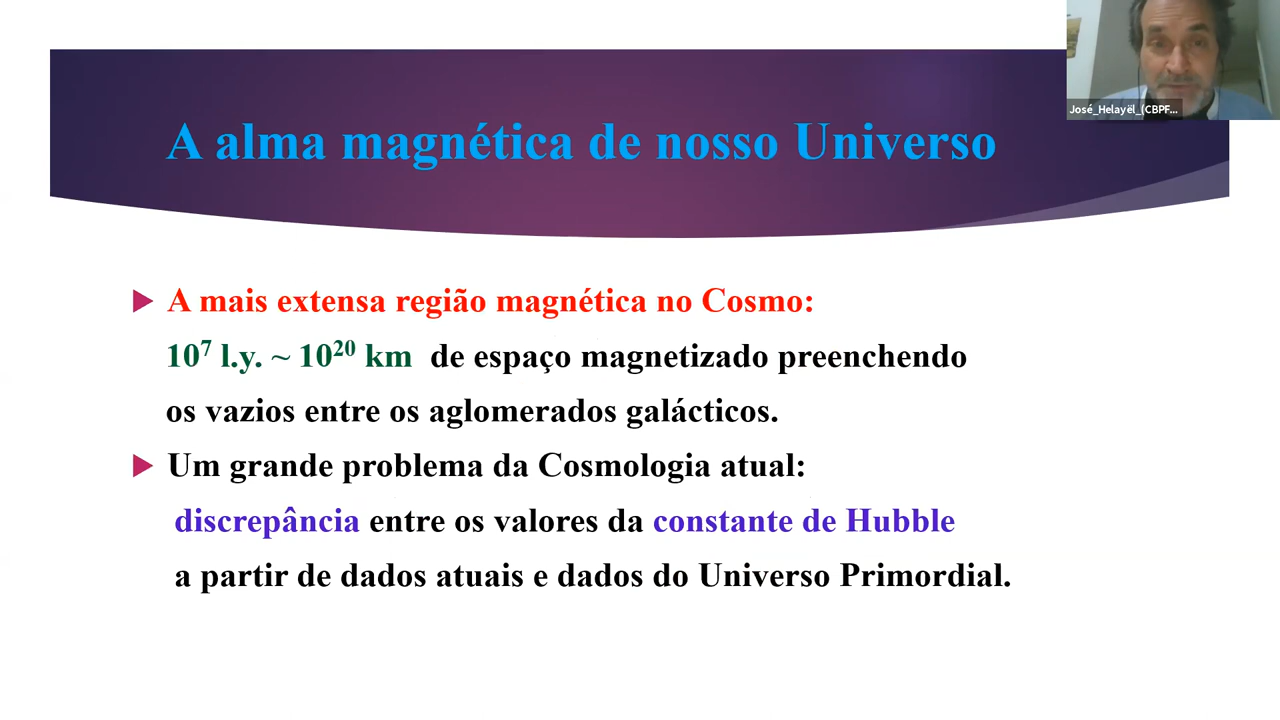 José_Helayël_(CBPF...
A alma magnética de nosso Universo
A mais extensa região magnética no Cosmo:
10⁷ l.y. ~ 10²⁰ km de espaço magnetizado preenchendo
os vazios entre os aglomerados galácticos.
Um grande problema da Cosmologia atual:
discrepância entre os valores da constante de Hubble
a partir de dados atuais e dados do Universo Primordial.